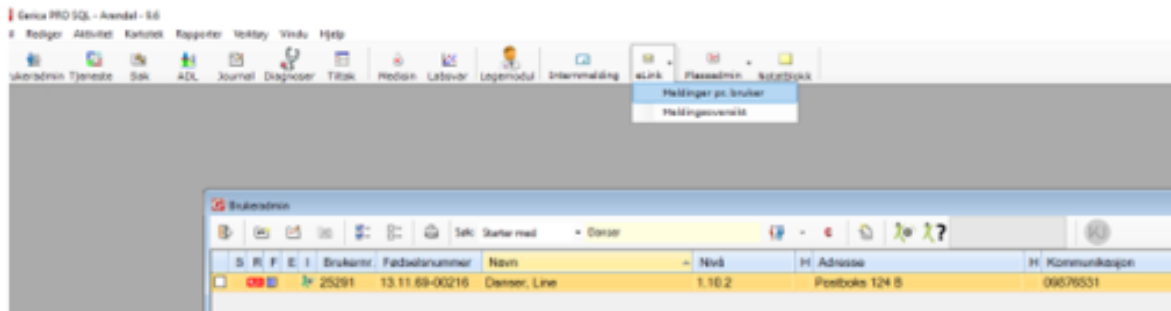 Gerica PRO SQL - Arendal - 9.6
Rediger Aktivitet Kartotek Rapporter Verktøy Vindu Hjelp
ukeradmin Tjeneste Søk ADL Journal Diagnoser Tiltak Medisin Labsvar Legemodul Internmelding eLink Plassadmin Notatblokk
Meldinger pr. bruker
Meldingsoversikt
Brukeradmin
Søk: Starter med Danser
S R F E I Brukernr. Fødselsnummer Navn Nivå H Adresse H Kommunikasjon
25291 13.11.69-00216 Danser, Line 1.10.2 Postboks 124 B 09876531